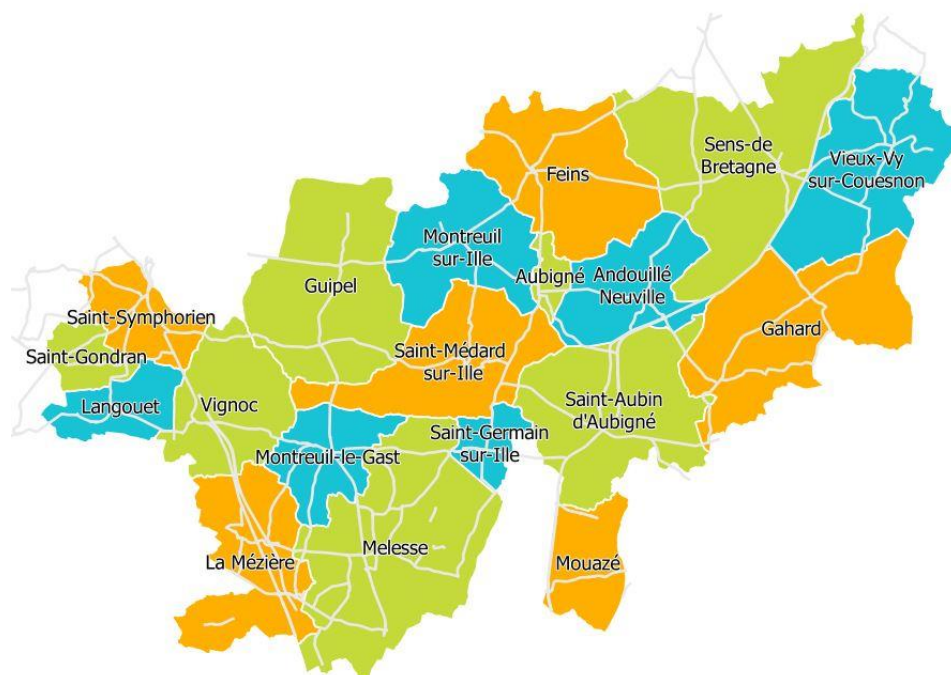 Sens-de
Bretagne
Vieux-Vy
sur-Couesnon
Feins
Montreuil
sur-Ille
Aubigné
Andouillé
Neuville
Guipel
Saint-Symphorien
Gahard
Saint-Gondran
Saint-Médard
sur-Ille
Langouet
Vignoc
Saint-Aubin
d'Aubigné
Saint-Germain
sur-Ille
Montreuil-le-Gast
Melesse
La Mézière
Mouazé